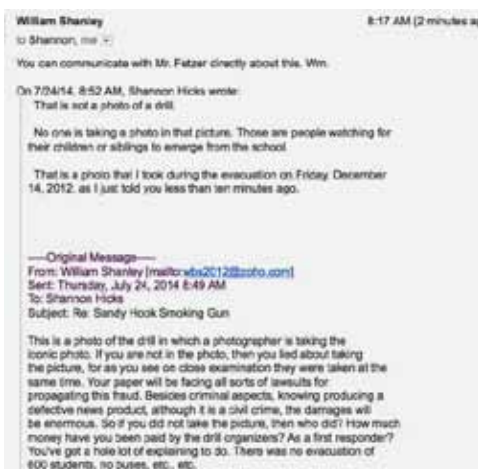 William Shanley 8:17 AM (2 minutes ag
to Shannon, me
You can communicate with Mr. Fetzer directly about this. Wm.
On 7/24/14, 8:52 AM, Shannon Hicks wrote:
That is not a photo of a drill.
No one is taking a photo in that picture. Those are people watching for
their children or siblings to emerge from the school.
That is a photo that I took during the evacuation on Friday, December
14, 2012. as I just told you less than ten minutes ago.
-----Original Message-----
From: William Shanley [mailto:wbs2012@zoho.com]
Sent: Thursday, July 24, 2014 8:49 AM
To: Shannon Hicks
Subject: Re: Sandy Hook Smoking Gun
This is a photo of the drill in which a photographer is taking the
iconic photo. If you are not in the photo, then you lied about taking
the picture, for as you see on close examination they were taken at the
same time. Your paper will be facing all sorts of lawsuits for
propagating this fraud. Besides criminal aspects, knowing producing a
defective news product, although it is a civil crime, the damages will
be enormous. So if you did not take the picture, then who did? How much
money have you been paid by the drill organizers? As a first responder?
You've got a hole lot of explaining to do. There was no evacuation of
600 students, no buses, etc., etc.